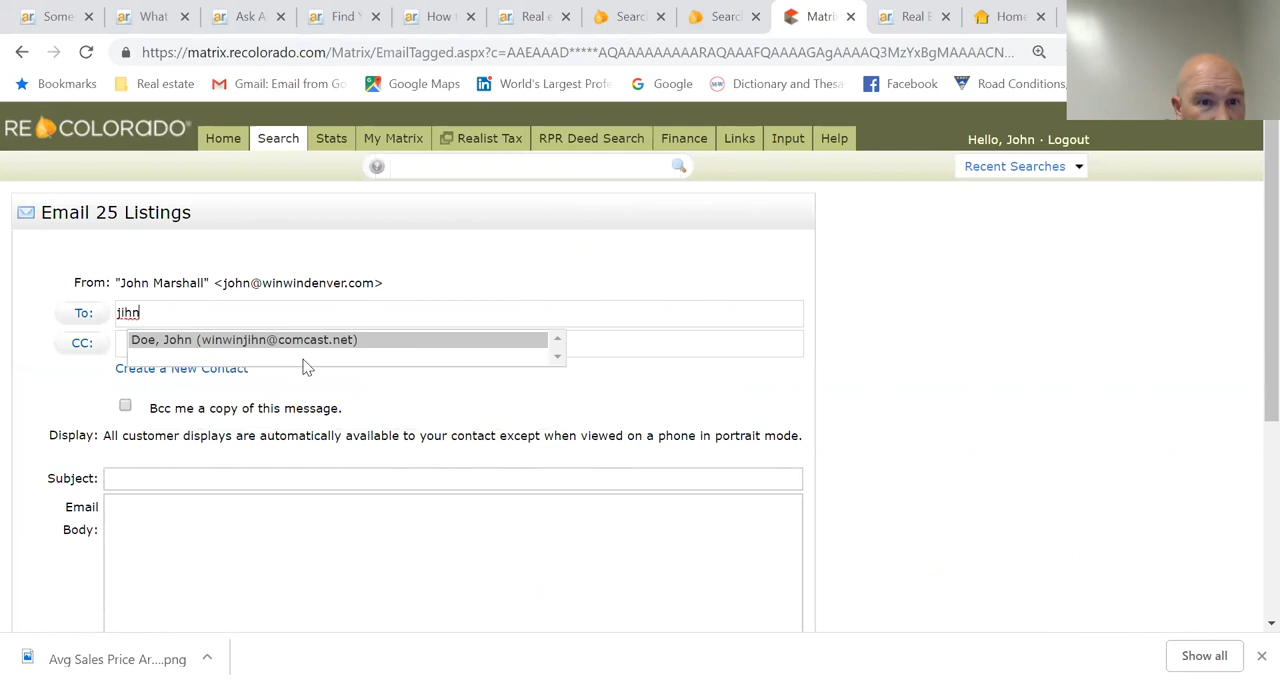 Some
What
Ask A
Find Y
How t
Real e
Searc
Searc
Matri
Real E
Home
https://matrix.recolorado.com/Matrix/EmailTagged.aspx?c=AAEAAAD*****AQAAAAAAAAARAQAAAFQAAAAGAgAAAAQ3MzYxBgMAAAACN...
Bookmarks
Real estate
Gmail: Email from Go
Google Maps
World's Largest Profe
Google
Dictionary and Thes
Facebook
Road Conditions,
RECOLORADO
Home
Search
Stats
My Matrix
Realist Tax
RPR Deed Search
Finance
Links
Input
Help
Hello, John · Logout
Recent Searches
Email 25 Listings
From: "John Marshall" <john@winwindenver.com>
To: jihn
Doe, John (winwinjihn@comcast.net)
CC:
Create a New Contact
Bcc me a copy of this message.
Display: All customer displays are automatically available to your contact except when viewed on a phone in portrait mode.
Subject:
Email
Body:
Avg Sales Price Ar....png
Show all